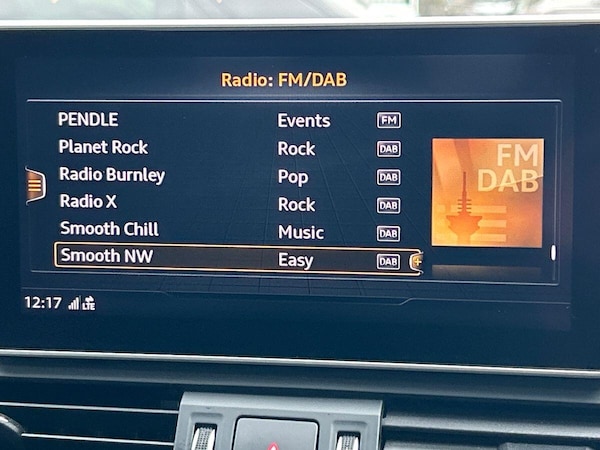 Radio: FM/DAB
PENDLE Events FM
Planet Rock Rock DAB
Radio Burnley Pop DAB
Radio X Rock DAB
Smooth Chill Music DAB
Smooth NW Easy DAB
FM
DAB
12:17 LTE